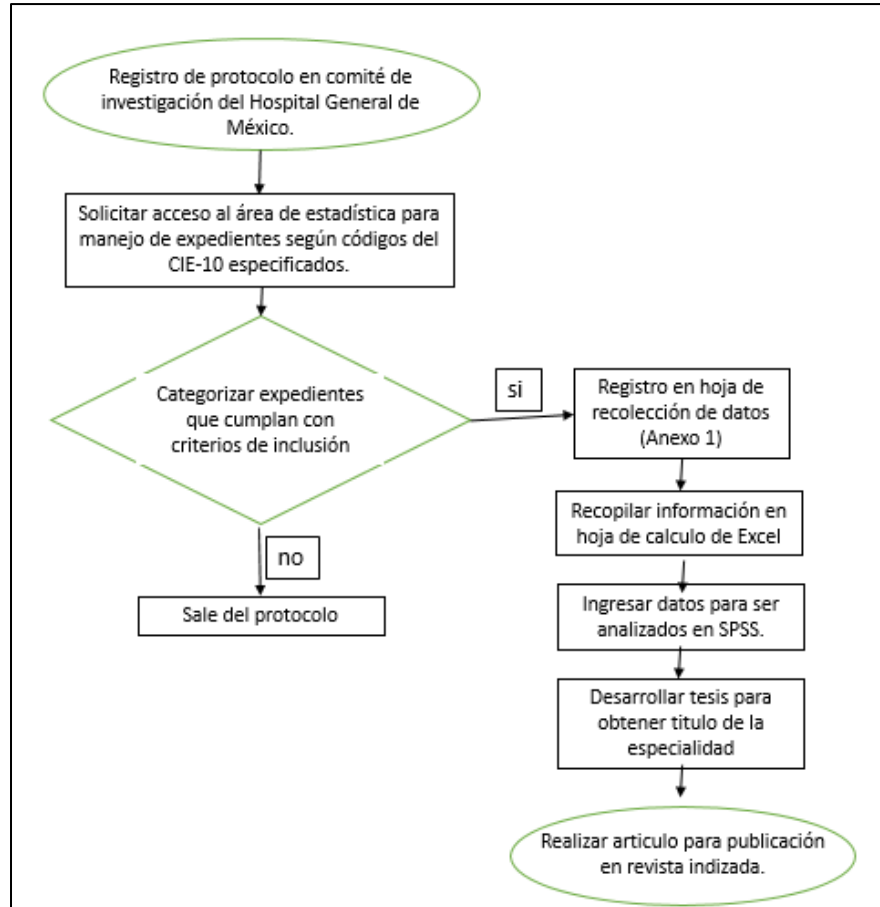 Registro de protocolo en comité de
investigación del Hospital General de
México.
Solicitar acceso al área de estadística para
manejo de expedientes según códigos del
CIE-10 especificados.
Categorizar expedientes
que cumplan con
criterios de inclusión
si
Registro en hoja de
recolección de datos
(Anexo 1)
Recopilar información en
hoja de calculo de Excel
no
Sale del protocolo
Ingresar datos para ser
analizados en SPSS.
Desarrollar tesis para
obtener titulo de la
especialidad
Realizar articulo para publicación
en revista indizada.